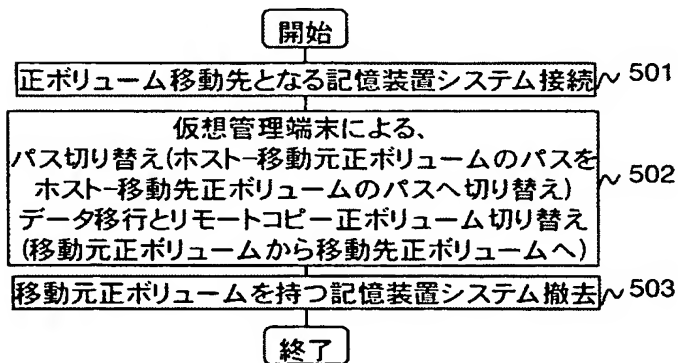 開始
正ボリューム移動先となる記憶装置システム接続 501
仮想管理端末による、
パス切り替え(ホスト-移動元正ボリュームのパスを
ホスト-移動先正ボリュームのパスへ切り替え) 502
データ移行とリモートコピー正ボリューム切り替え
(移動元正ボリュームから移動先正ボリュームへ)
移動元正ボリュームを持つ記憶装置システム撤去 503
終了